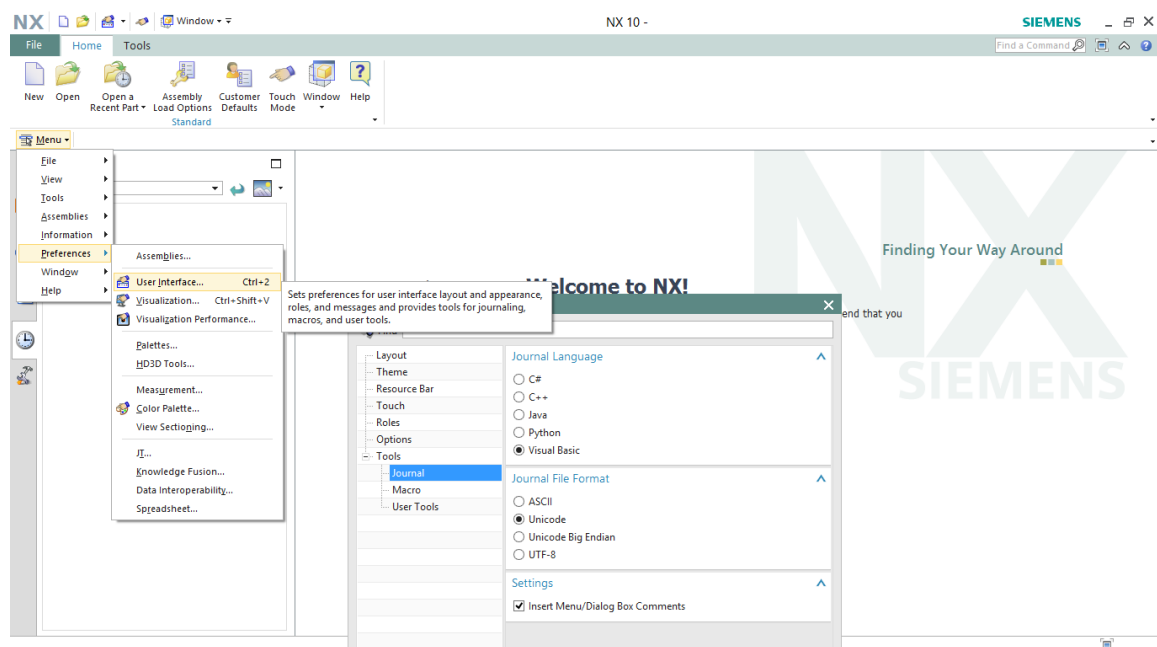 NX Window NX 10 - SIEMENS
File Home Tools Find a Command
New Open Open a Recent Part Assembly Load Options Customer Defaults Touch Mode Window Help
Standard
Menu
File
View
Tools
Assemblies
Information
Preferences
Window
Help
Assemblies...
User Interface... Ctrl+2
Visualization... Ctrl+Shift+V
Visualization Performance...
Palettes...
HD3D Tools...
Measurement...
Color Palette...
View Sectioning...
JT...
Knowledge Fusion...
Data Interoperability...
Spreadsheet...
Sets preferences for user interface layout and appearance,
roles, and messages and provides tools for journaling,
macros, and user tools.
Finding Your Way Around
Welcome to NX!
end that you
NX
SIEMENS
Layout
Theme
Resource Bar
Touch
Roles
Options
Tools
Journal
Macro
User Tools
Journal Language
C#
C++
Java
Python
Visual Basic
Journal File Format
ASCII
Unicode
Unicode Big Endian
UTF-8
Settings
Insert Menu/Dialog Box Comments